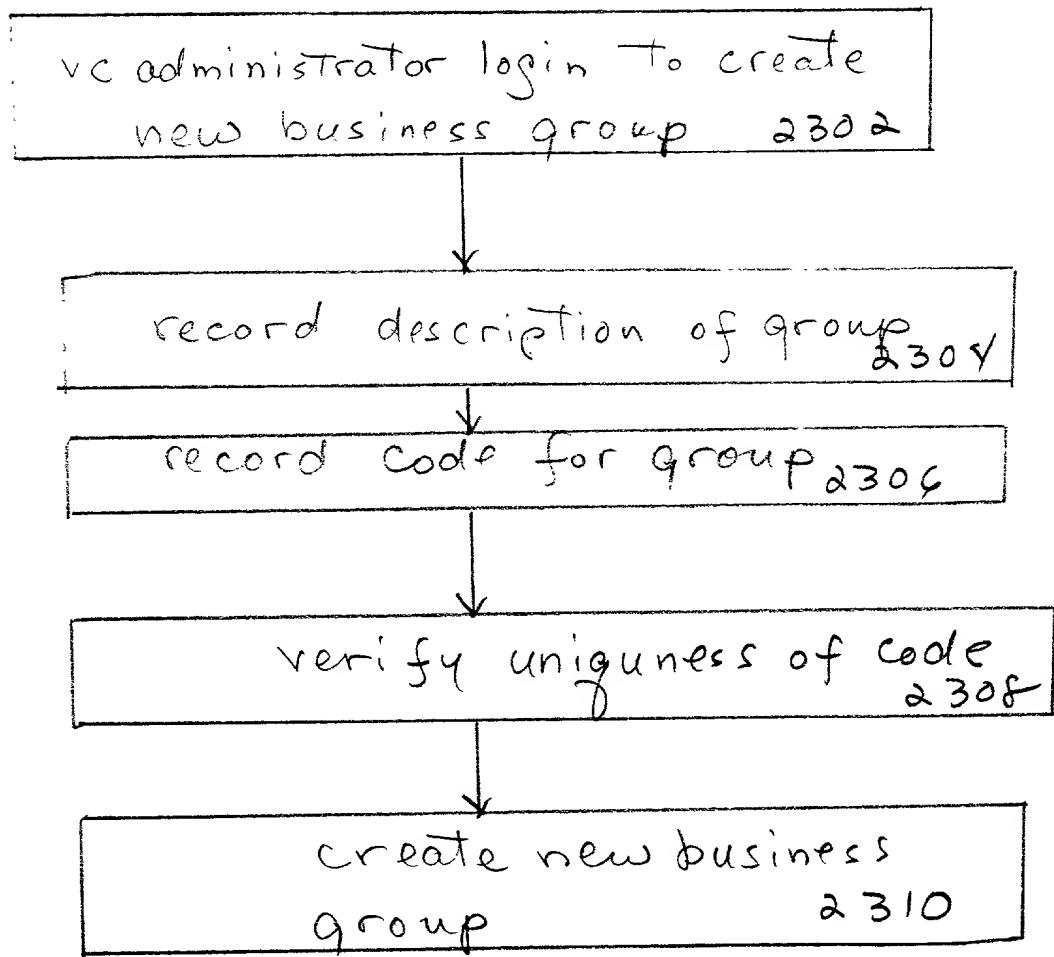 vc administrator login to create
new business group 2302
record description of group
2304
record code for group 2306
verify uniquness of code
2308
create new business
group 2310